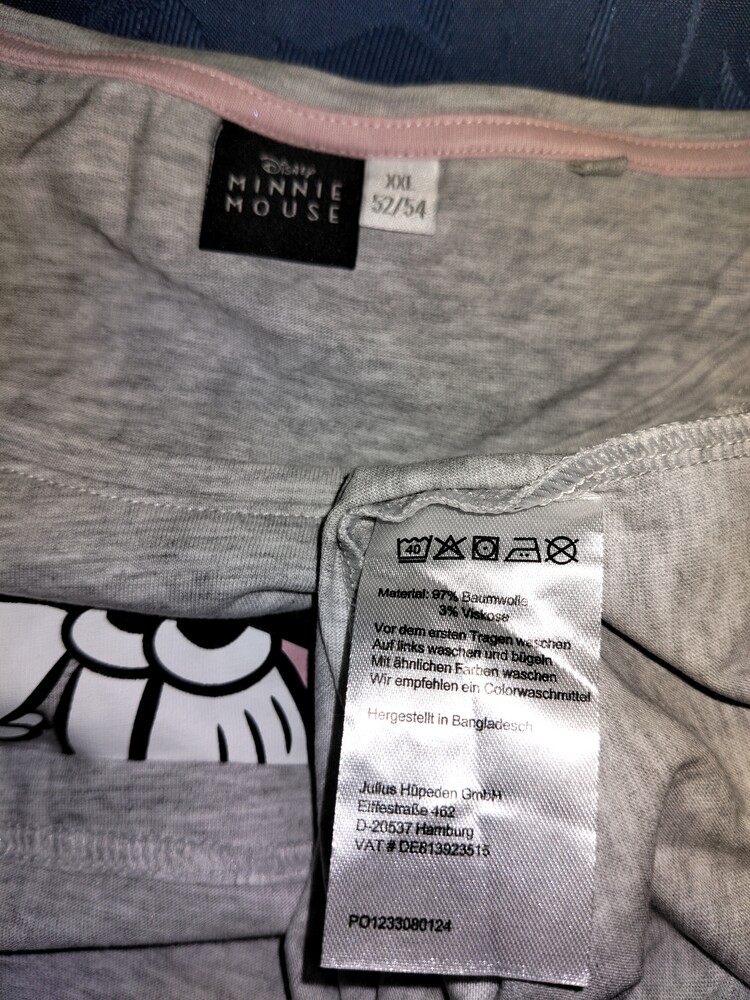 Disney
MINNIE
MOUSE
XXL
52/54
40
Material: 97% Baumwolle
3% Viskose
Vor dem ersten Tragen waschen
Auf links waschen und bügeln
Mit ähnlichen Farben waschen
Wir empfehlen ein Colorwaschmittel
Hergestellt in Bangladesch
Julius Hüpeden GmbH
Eiffestraße 462
D-20537 Hamburg
VAT # DE813923515
PO1233080124